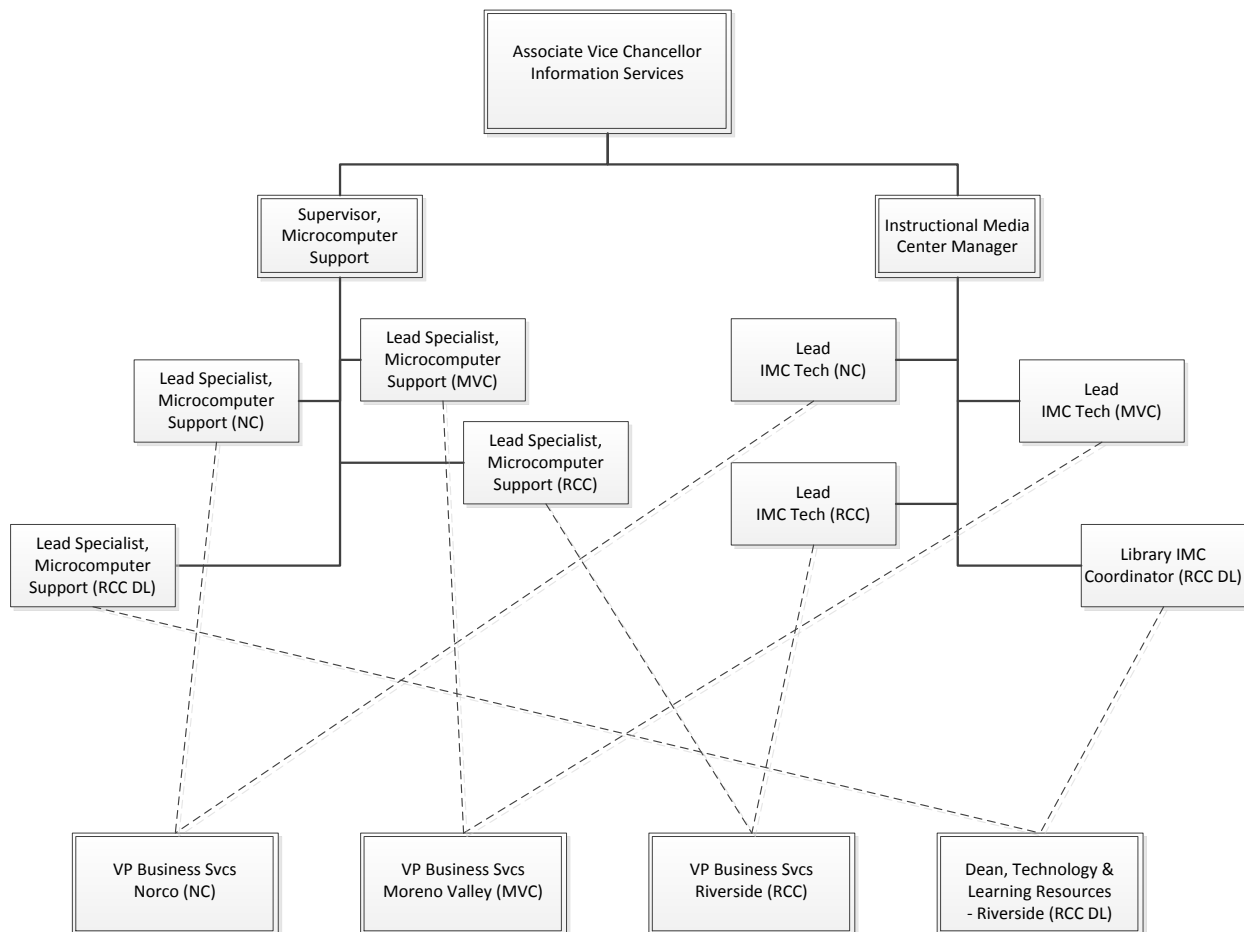 Associate Vice Chancellor
Information Services
Supervisor,
Microcomputer
Support
Instructional Media
Center Manager
Lead Specialist,
Microcomputer
Support (MVC)
Lead
IMC Tech (NC)
Lead Specialist,
Microcomputer
Support (NC)
Lead
IMC Tech (MVC)
Lead Specialist,
Microcomputer
Support (RCC)
Lead
IMC Tech (RCC)
Lead Specialist,
Microcomputer
Support (RCC DL)
Library IMC
Coordinator (RCC DL)
VP Business Svcs
Norco (NC)
VP Business Svcs
Moreno Valley (MVC)
VP Business Svcs
Riverside (RCC)
Dean, Technology &
Learning Resources
- Riverside (RCC DL)